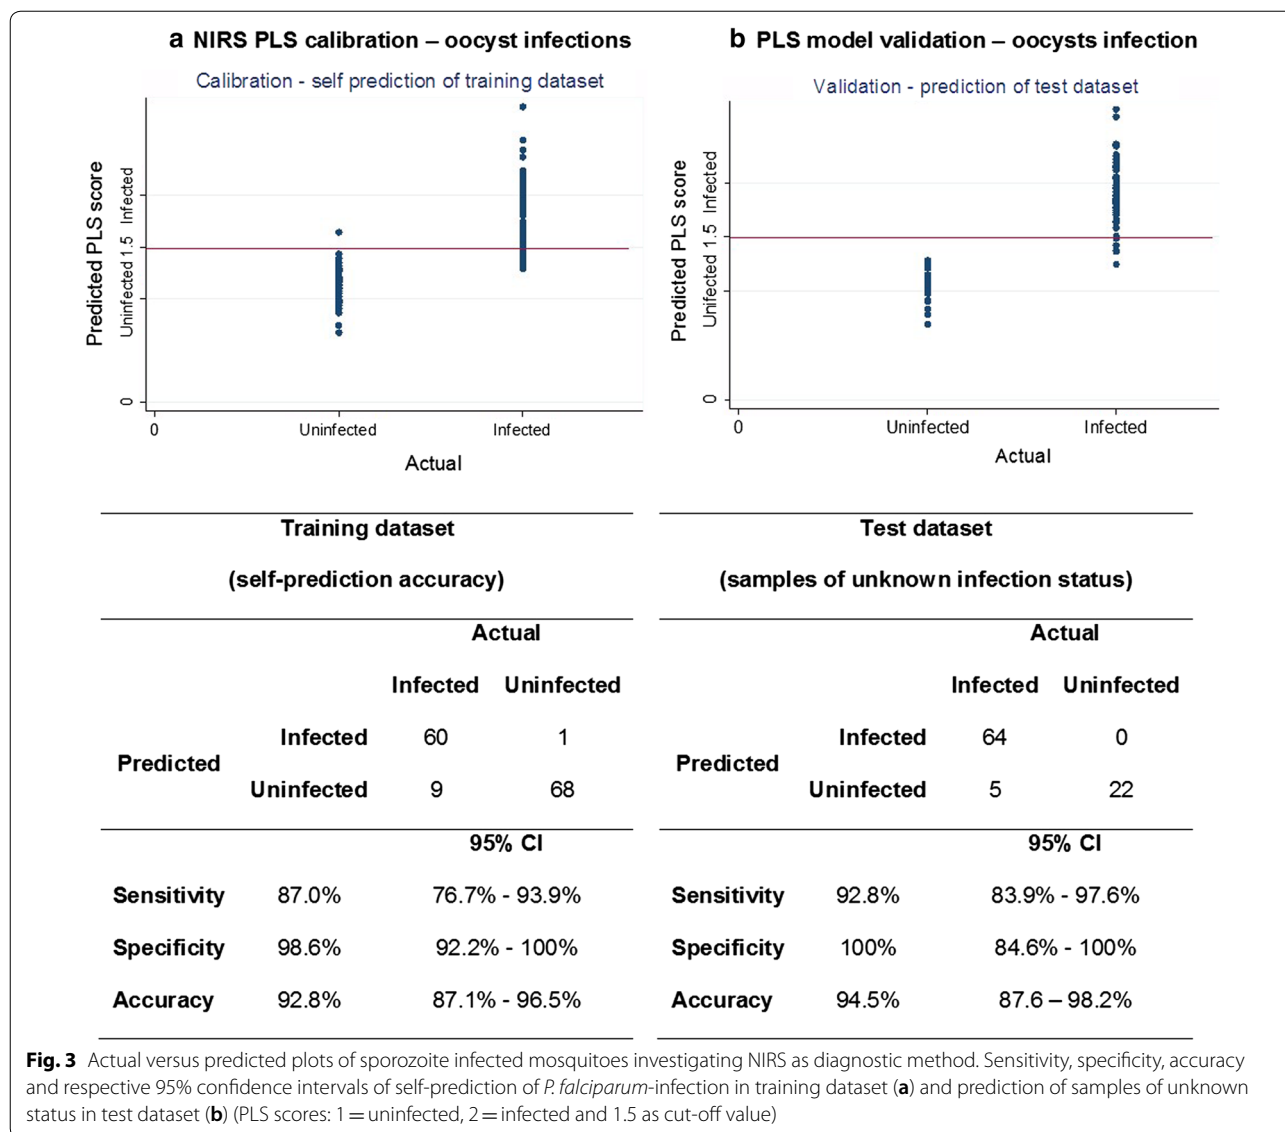 a NIRS PLS calibration – oocyst infections
Calibration - self prediction of training dataset
Predicted PLS score
Uninfected 1.5 Infected
0
0 Uninfected Infected
Actual
b PLS model validation – oocysts infection
Validation - prediction of test dataset
Predicted PLS score
Unifected 1.5 Infected
0
0 Uninfected Infected
Actual
Training dataset
(self-prediction accuracy)
Actual
Infected Uninfected
Predicted
Infected 60 1
Uninfected 9 68
95% CI
Sensitivity 87.0% 76.7% - 93.9%
Specificity 98.6% 92.2% - 100%
Accuracy 92.8% 87.1% - 96.5%
Test dataset
(samples of unknown infection status)
Actual
Infected Uninfected
Predicted
Infected 64 0
Uninfected 5 22
95% CI
Sensitivity 92.8% 83.9% - 97.6%
Specificity 100% 84.6% - 100%
Accuracy 94.5% 87.6 – 98.2%
Fig. 3 Actual versus predicted plots of sporozoite infected mosquitoes investigating NIRS as diagnostic method. Sensitivity, specificity, accuracy
and respective 95% confidence intervals of self-prediction of P. falciparum-infection in training dataset (a) and prediction of samples of unknown
status in test dataset (b) (PLS scores: 1 = uninfected, 2 = infected and 1.5 as cut-off value)